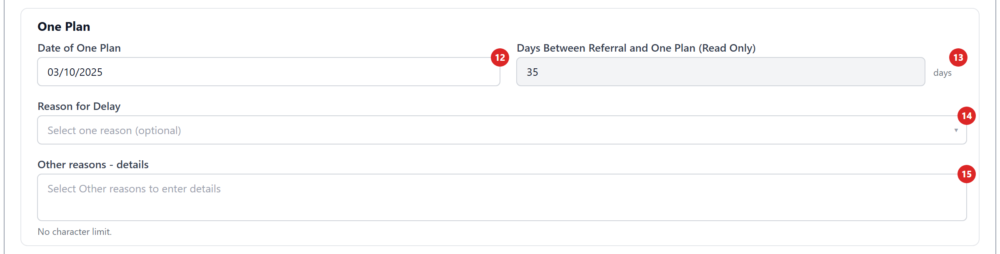 One Plan
Date of One Plan
12
03/10/2025
Days Between Referral and One Plan (Read Only)
13
35
days
Reason for Delay
14
Select one reason (optional)
Other reasons - details
15
Select Other reasons to enter details
No character limit.